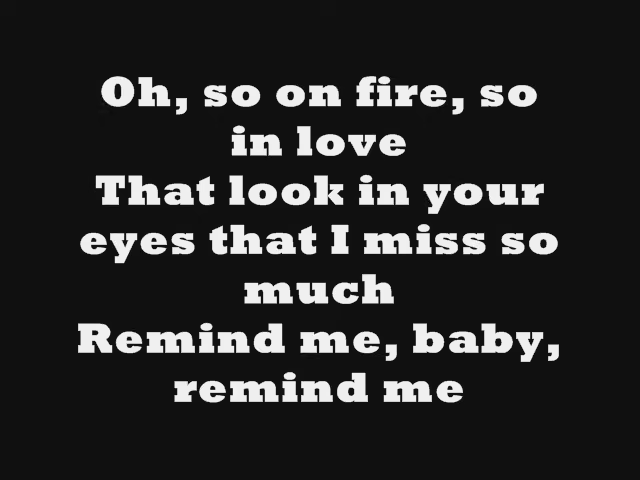 Oh, so on fire, so
in love
That look in your
eyes that I miss so
much
Remind me, baby,
remind me